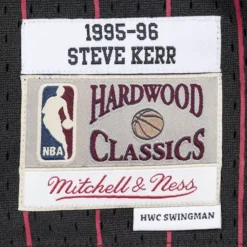 1995-96
STEVE KERR
HARDWOOD
NBA
CLASSICS
Mitchell & Ness
HWC SWINGMAN